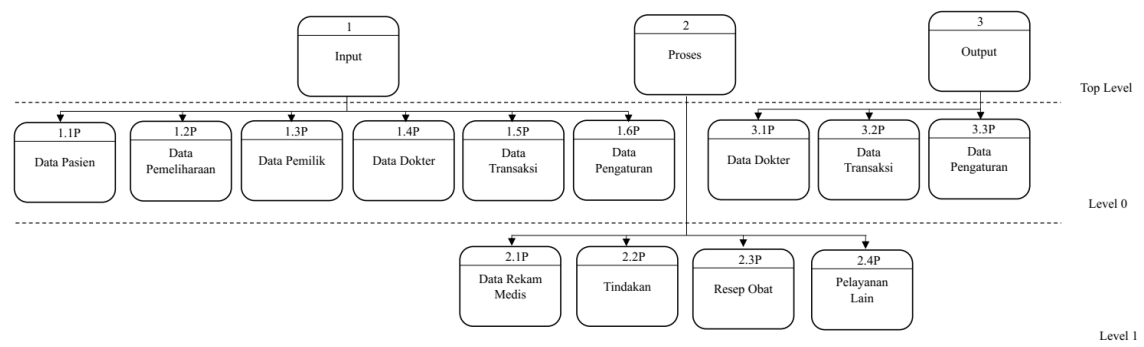 1
Input
2
Proses
3
Output
Top Level
1.1P
Data Pasien
1.2P
Data
Pemeliharaan
1.3P
Data Pemilik
1.4P
Data Dokter
1.5P
Data
Transaksi
1.6P
Data
Pengaturan
3.1P
Data Dokter
3.2P
Data
Transaksi
3.3P
Data
Pengaturan
Level 0
2.1P
Data Rekam
Medis
2.2P
Tindakan
2.3P
Resep Obat
2.4P
Pelayanan
Lain
Level 1